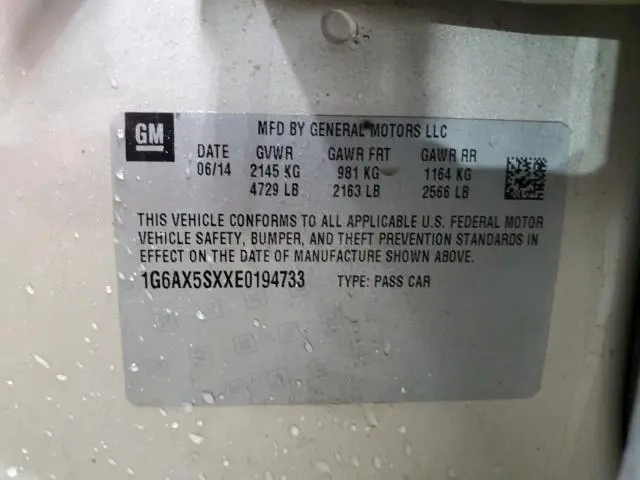 GM
MFD BY GENERAL MOTORS LLC
DATE GVWR GAWR FRT GAWR RR
06/14 2145 KG 981 KG 1164 KG
4729 LB 2163 LB 2566 LB
THIS VEHICLE CONFORMS TO ALL APPLICABLE U.S. FEDERAL MOTOR
VEHICLE SAFETY, BUMPER, AND THEFT PREVENTION STANDARDS IN
EFFECT ON THE DATE OF MANUFACTURE SHOWN ABOVE.
1G6AX5SXXE0194733 TYPE: PASS CAR